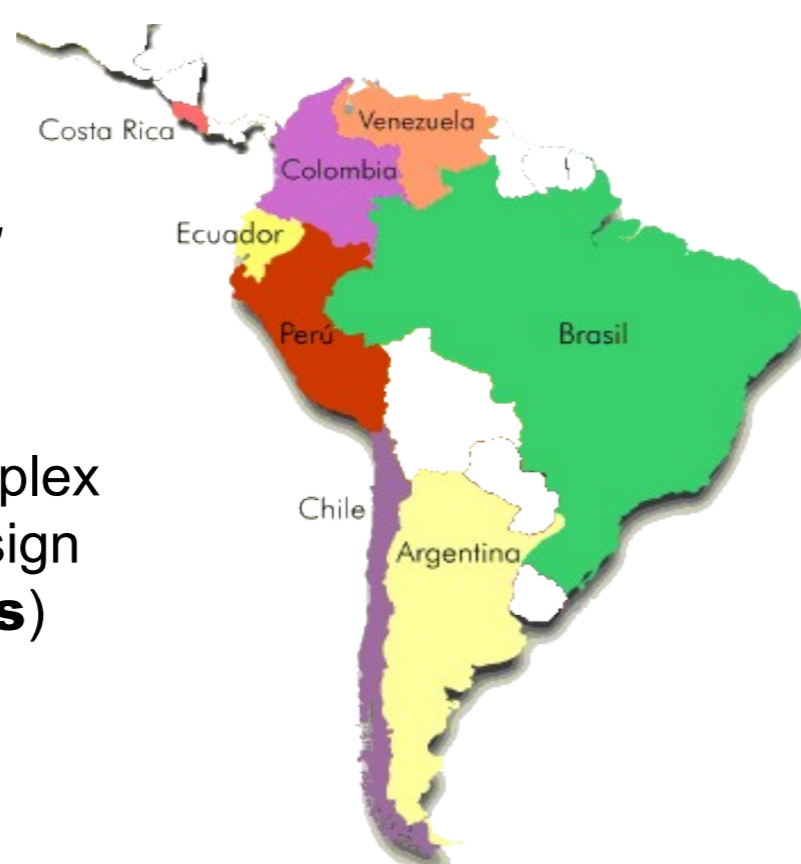 Costa Rica
Venezuela
Colombia
Ecuador
Perú
Brasil
plex
Chile
sign
Argentina
s)